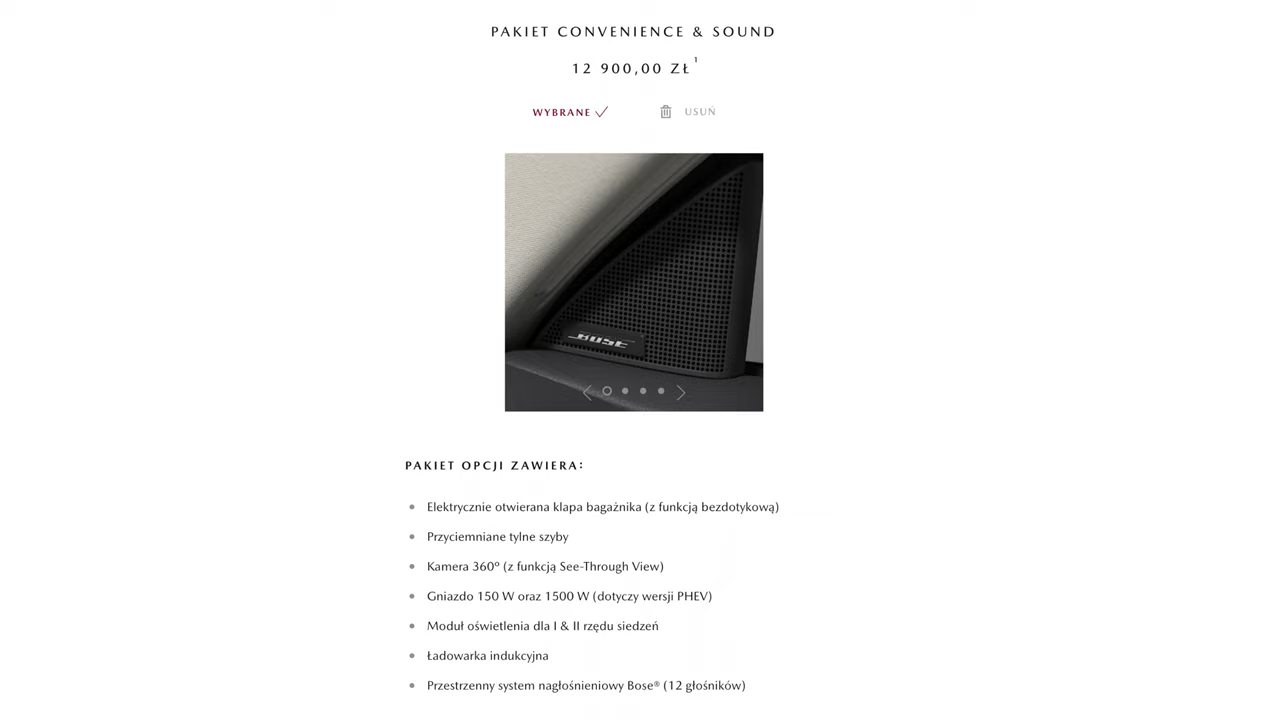 PAKIET CONVENIENCE & SOUND
12 900,00 ZŁ 1
WYBRANE USUŃ
BOSE
PAKIET OPCJI ZAWIERA:
Elektrycznie otwierana klapa bagażnika (z funkcją bezdotykową)
Przyciemniane tylne szyby
Kamera 360º (z funkcją See-Through View)
Gniazdo 150 W oraz 1500 W (dotyczy wersji PHEV)
Moduł oświetlenia dla I & II rzędu siedzeń
Ładowarka indukcyjna
Przestrzenny system nagłośnieniowy Bose® (12 głośników)